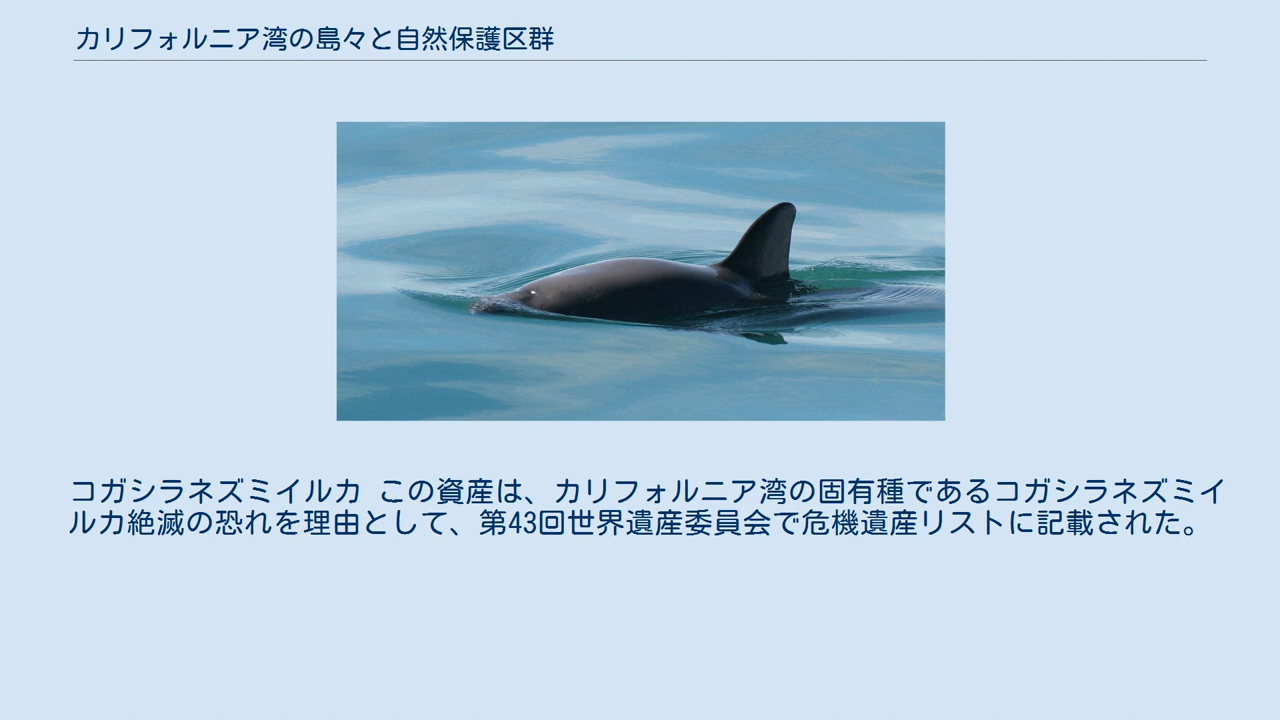 カリフォルニア湾の島々と自然保護区群
コガシラネズミイルカ この資産は、カリフォルニア湾の固有種であるコガシラネズミイ
ルカ絶滅の恐れを理由として、第43回世界遺産委員会で危機遺産リストに記載された。